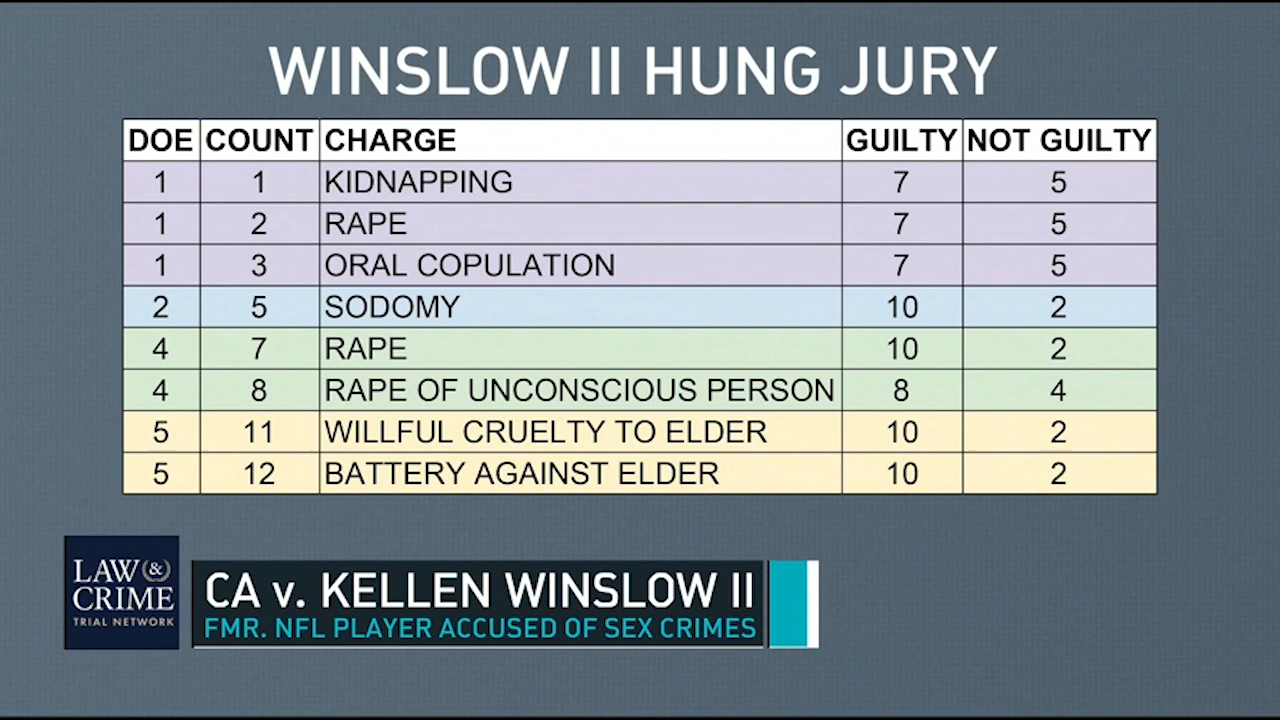 WINSLOW II HUNG JURY
DOE COUNT CHARGE GUILTY NOT GUILTY
1 1 KIDNAPPING 7 5
1 2 RAPE 7 5
1 3 ORAL COPULATION 7 5
2 5 SODOMY 10 2
4 7 RAPE 10 2
4 8 RAPE OF UNCONSCIOUS PERSON 8 4
5 11 WILLFUL CRUELTY TO ELDER 10 2
5 12 BATTERY AGAINST ELDER 10 2
LAW &
CRIME
TRIAL NETWORK
CA v. KELLEN WINSLOW II
FMR. NFL PLAYER ACCUSED OF SEX CRIMES